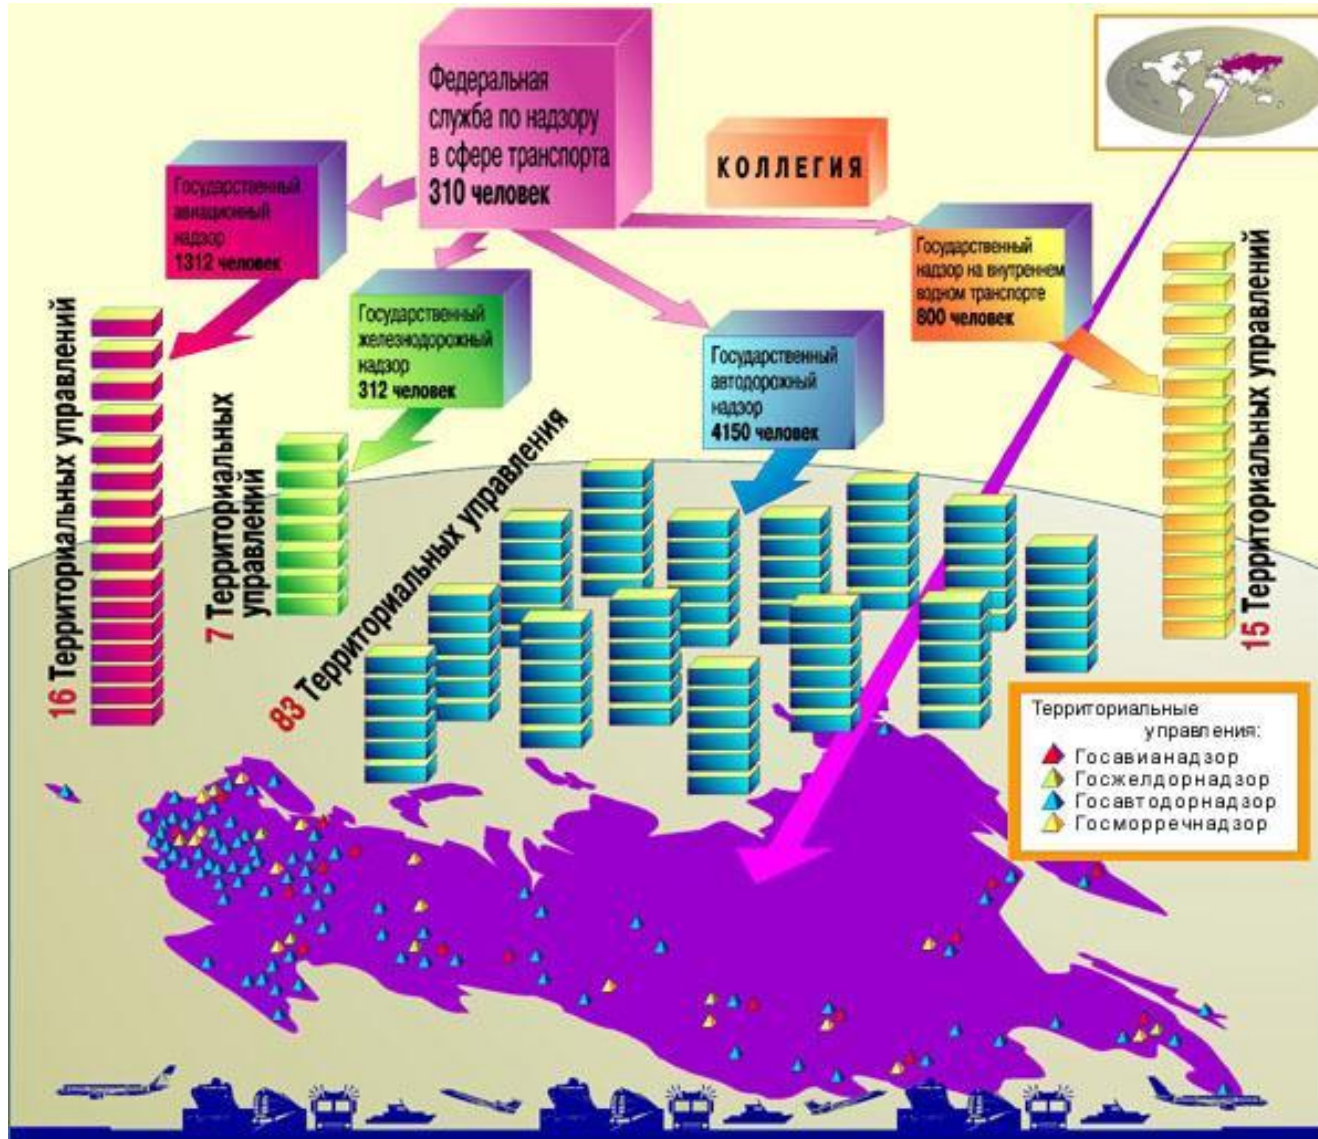 Федеральная
служба по надзору
в сфере транспорта
310 человек
КОЛЛЕГИЯ
Государственный
авиационный
надзор
1312 человек
Государственный
железнодорожный
надзор
312 человек
Государственный
автодорожный
надзор
4150 человек
Государственный
надзор на внутреннем
водном транспорте
800 человек
16 Территориальных управлений
7 Территориальных
управлений
83 Территориальных управления
15 Территориальных управлений
Территориальные
управления:
Госавианадзор
Госжелдорнадзор
Госавтодорнадзор
Госморречнадзор